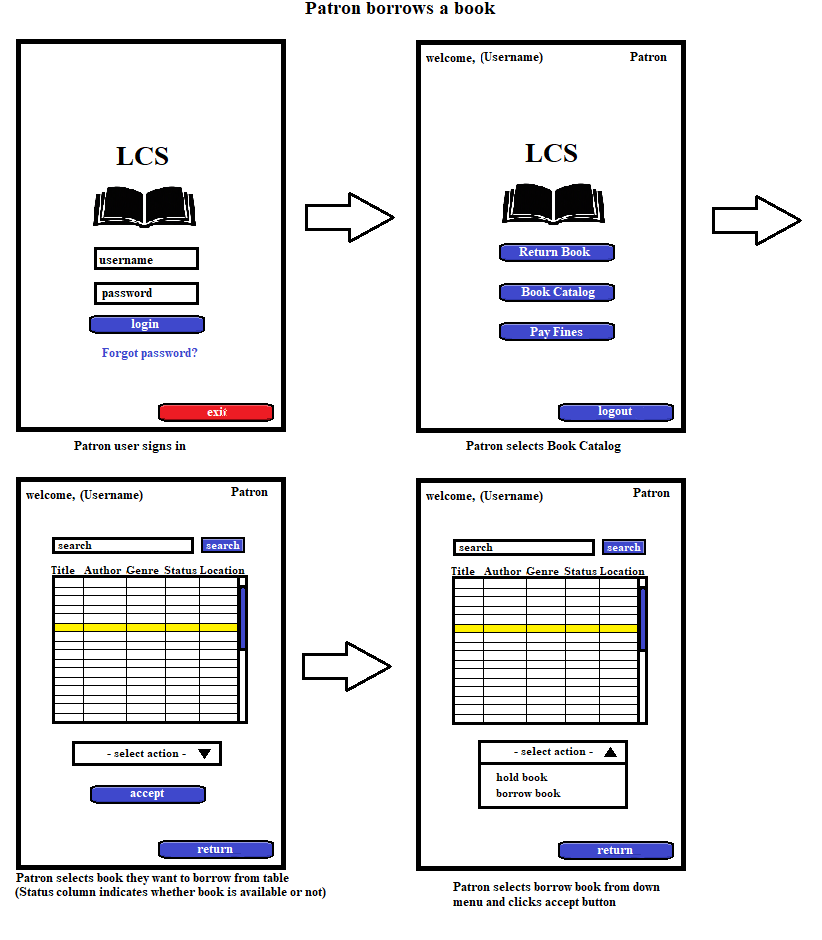 Patron borrows a book
LCS
username
password
login
Forgot password?
exit
Patron user signs in
welcome, (Username) Patron
LCS
Return Book
Book Catalog
Pay Fines
logout
Patron selects Book Catalog
welcome, (Username) Patron
search search
Title Author Genre Status Location
- select action -
accept
return
Patron selects book they want to borrow from table
(Status column indicates whether book is available or not)
welcome, (Username) Patron
search search
Title Author Genre Status Location
- select action -
hold book
borrow book
return
Patron selects borrow book from down
menu and clicks accept button